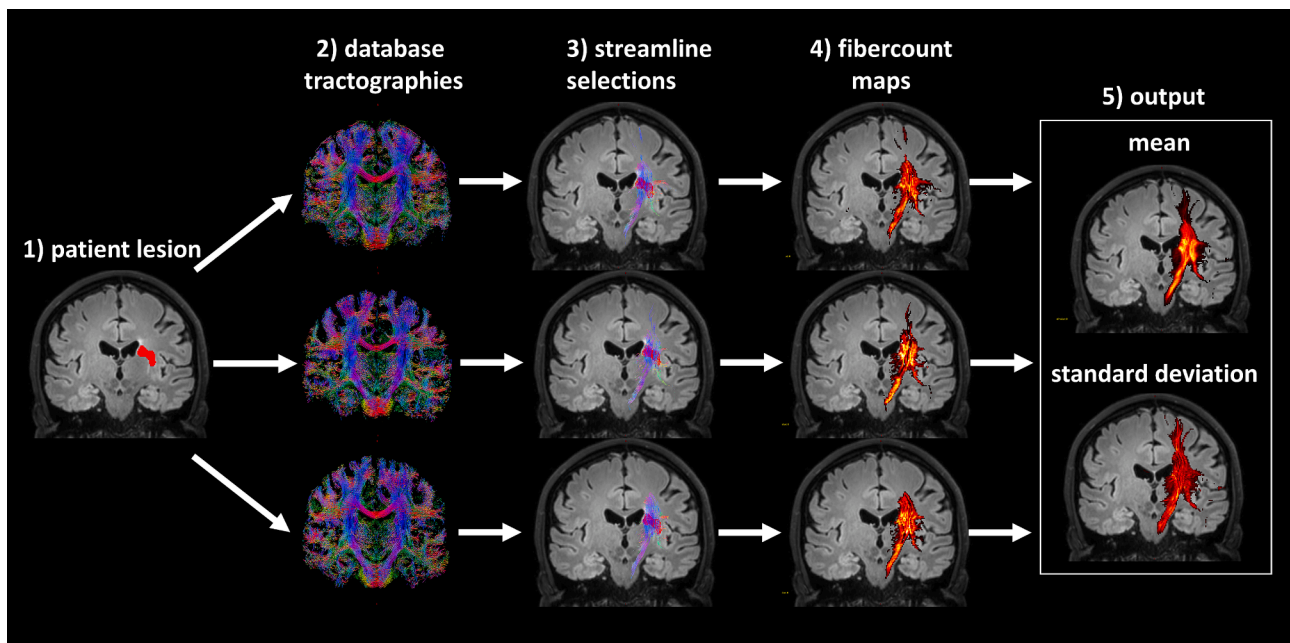 2) database
tractographies
3) streamline
selections
4) fibercount
maps
5) output
mean
1) patient lesion
standard deviation